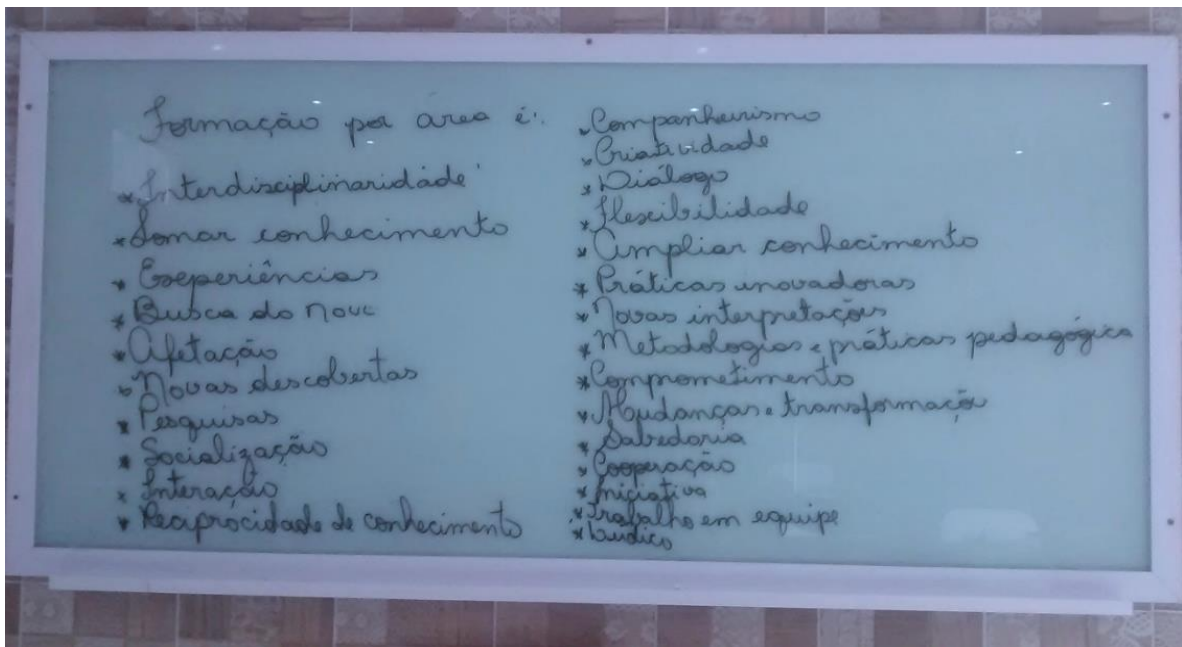 Formação por área é:
* Interdisciplinaridade
* Somar conhecimento
* Experiências
* Busca do novo
* Afetação
* Novas descobertas
* Pesquisas
* Socialização
* Interação
* Reciprocidade de conhecimento
* Companheirismo
* Criatividade
* Diálogo
* Flexibilidade
* Ampliar conhecimento
* Práticas inovadoras
* Novas interpretações
* Metodologias e práticas pedagógica
* Comprometimento
* Mudanças e transformação
* Sabedoria
* Cooperação
* Iniciativa
* Trabalho em equipe
* Lúdico